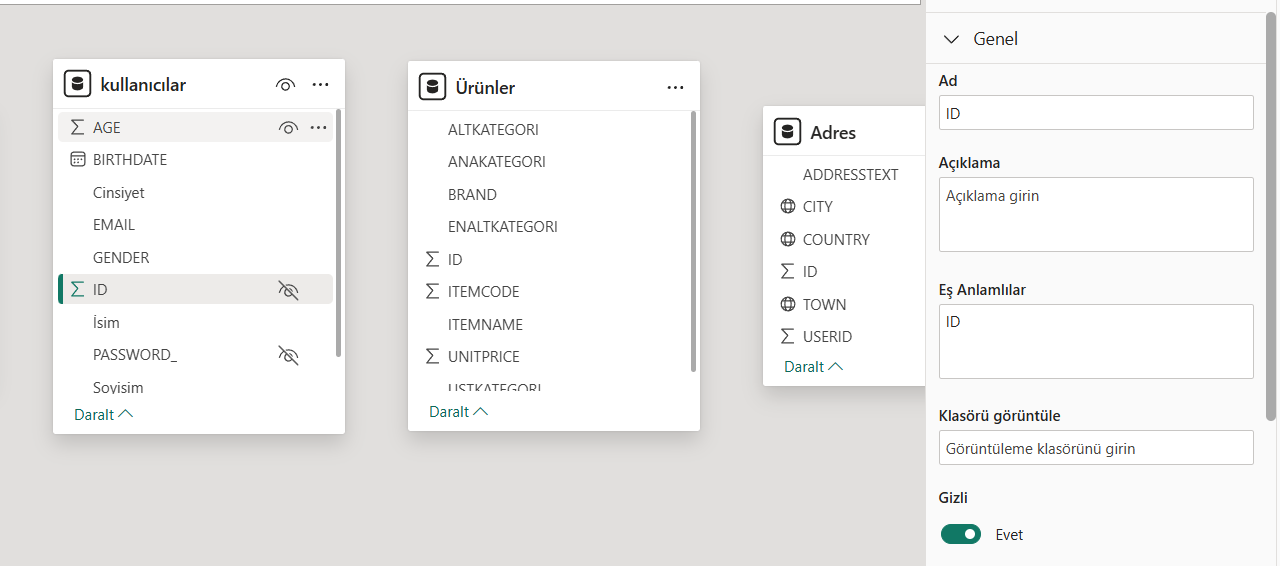 kullanıcılar
AGE
BIRTHDATE
Cinsiyet
EMAIL
GENDER
ID
İsim
PASSWORD_
Soyisim
Daralt
Ürünler
ALTKATEGORI
ANAKATEGORI
BRAND
ENALTKATEGORI
ID
ITEMCODE
ITEMNAME
UNITPRICE
USTKATEGORI
Daralt
Adres
ADDRESSTEXT
CITY
COUNTRY
ID
TOWN
USERID
Daralt
Genel
Ad
ID
Açıklama
Açıklama girin
Eş Anlamlılar
ID
Klasörü görüntüle
Görüntüleme klasörünü girin
Gizli
Evet